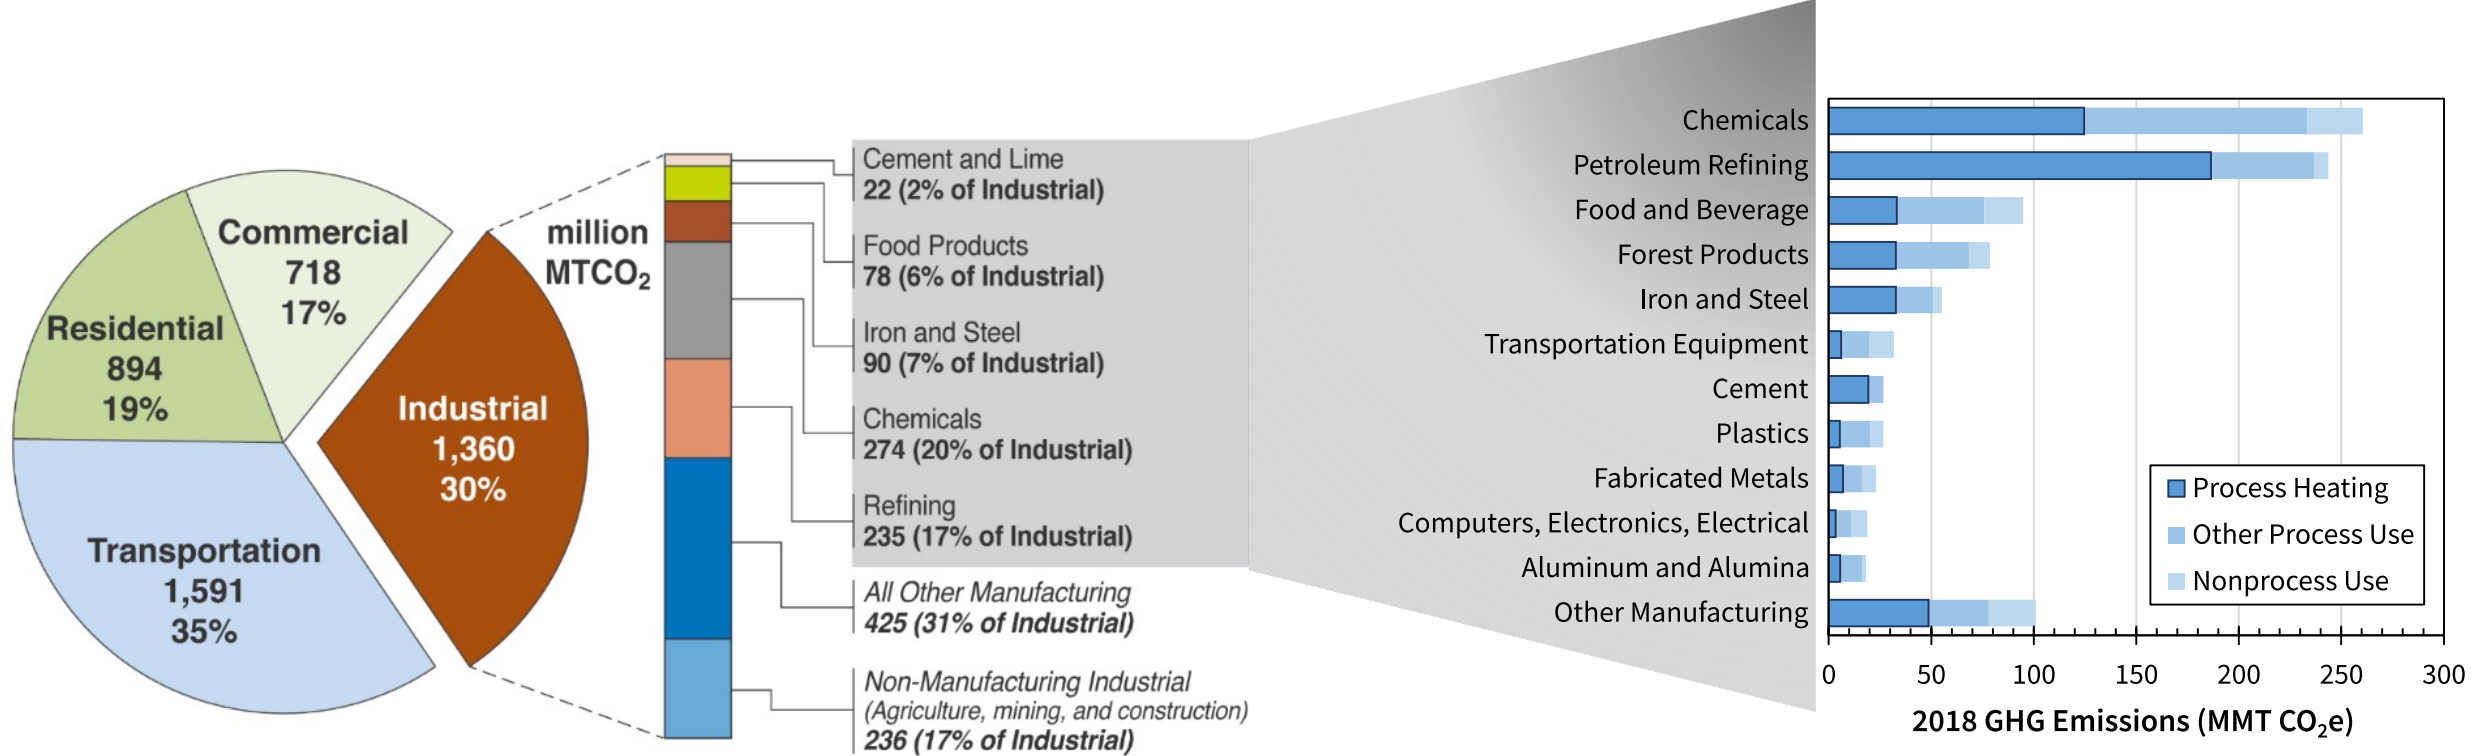 Commercial
718
17%
Residential
894
19%
Industrial
1,360
30%
Transportation
1,591
35%
million
MTCO₂
Cement and Lime
22 (2% of Industrial)
Food Products
78 (6% of Industrial)
Iron and Steel
90 (7% of Industrial)
Chemicals
274 (20% of Industrial)
Refining
235 (17% of Industrial)
All Other Manufacturing
425 (31% of Industrial)
Non-Manufacturing Industrial
(Agriculture, mining, and construction)
236 (17% of Industrial)
Chemicals
Petroleum Refining
Food and Beverage
Forest Products
Iron and Steel
Transportation Equipment
Cement
Plastics
Fabricated Metals
Computers, Electronics, Electrical
Aluminum and Alumina
Other Manufacturing
Process Heating
Other Process Use
Nonprocess Use
0 50 100 150 200 250 300
2018 GHG Emissions (MMT CO₂e)